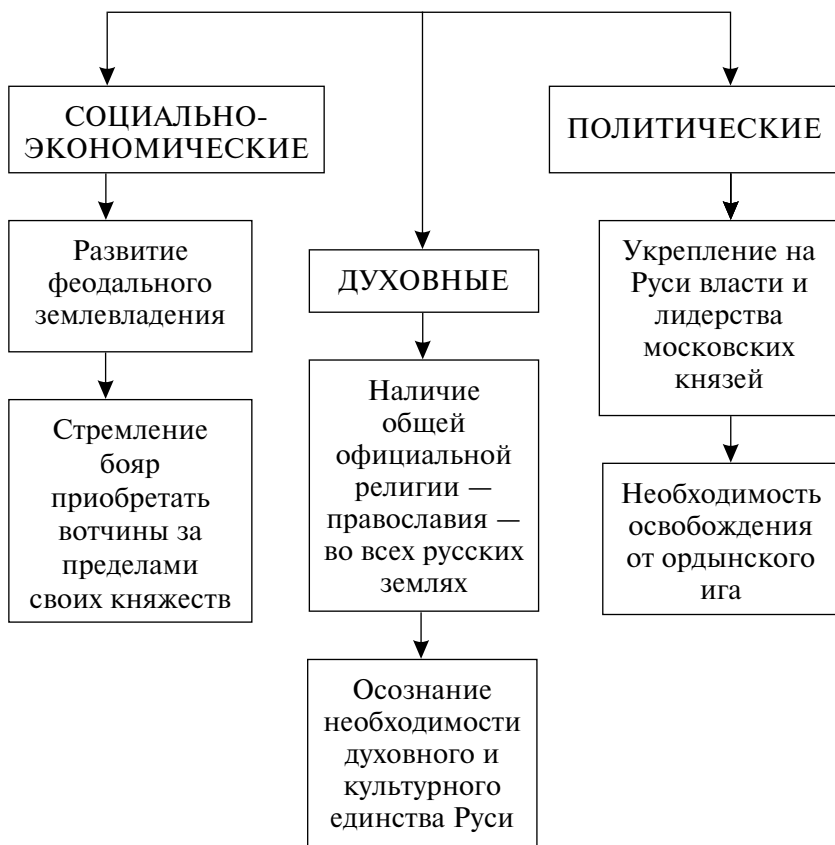 СОЦИАЛЬНО-
ЭКОНОМИЧЕСКИЕ
Развитие
феодального
землевладения
Стремление
бояр
приобретать
вотчины за
пределами
своих княжеств
ДУХОВНЫЕ
Наличие
общей
официальной
религии —
православия —
во всех русских
землях
Осознание
необходимости
духовного и
культурного
единства Руси
ПОЛИТИЧЕСКИЕ
Укрепление на
Руси власти и
лидерства
московских
князей
Необходимость
освобождения
от ордынского
ига